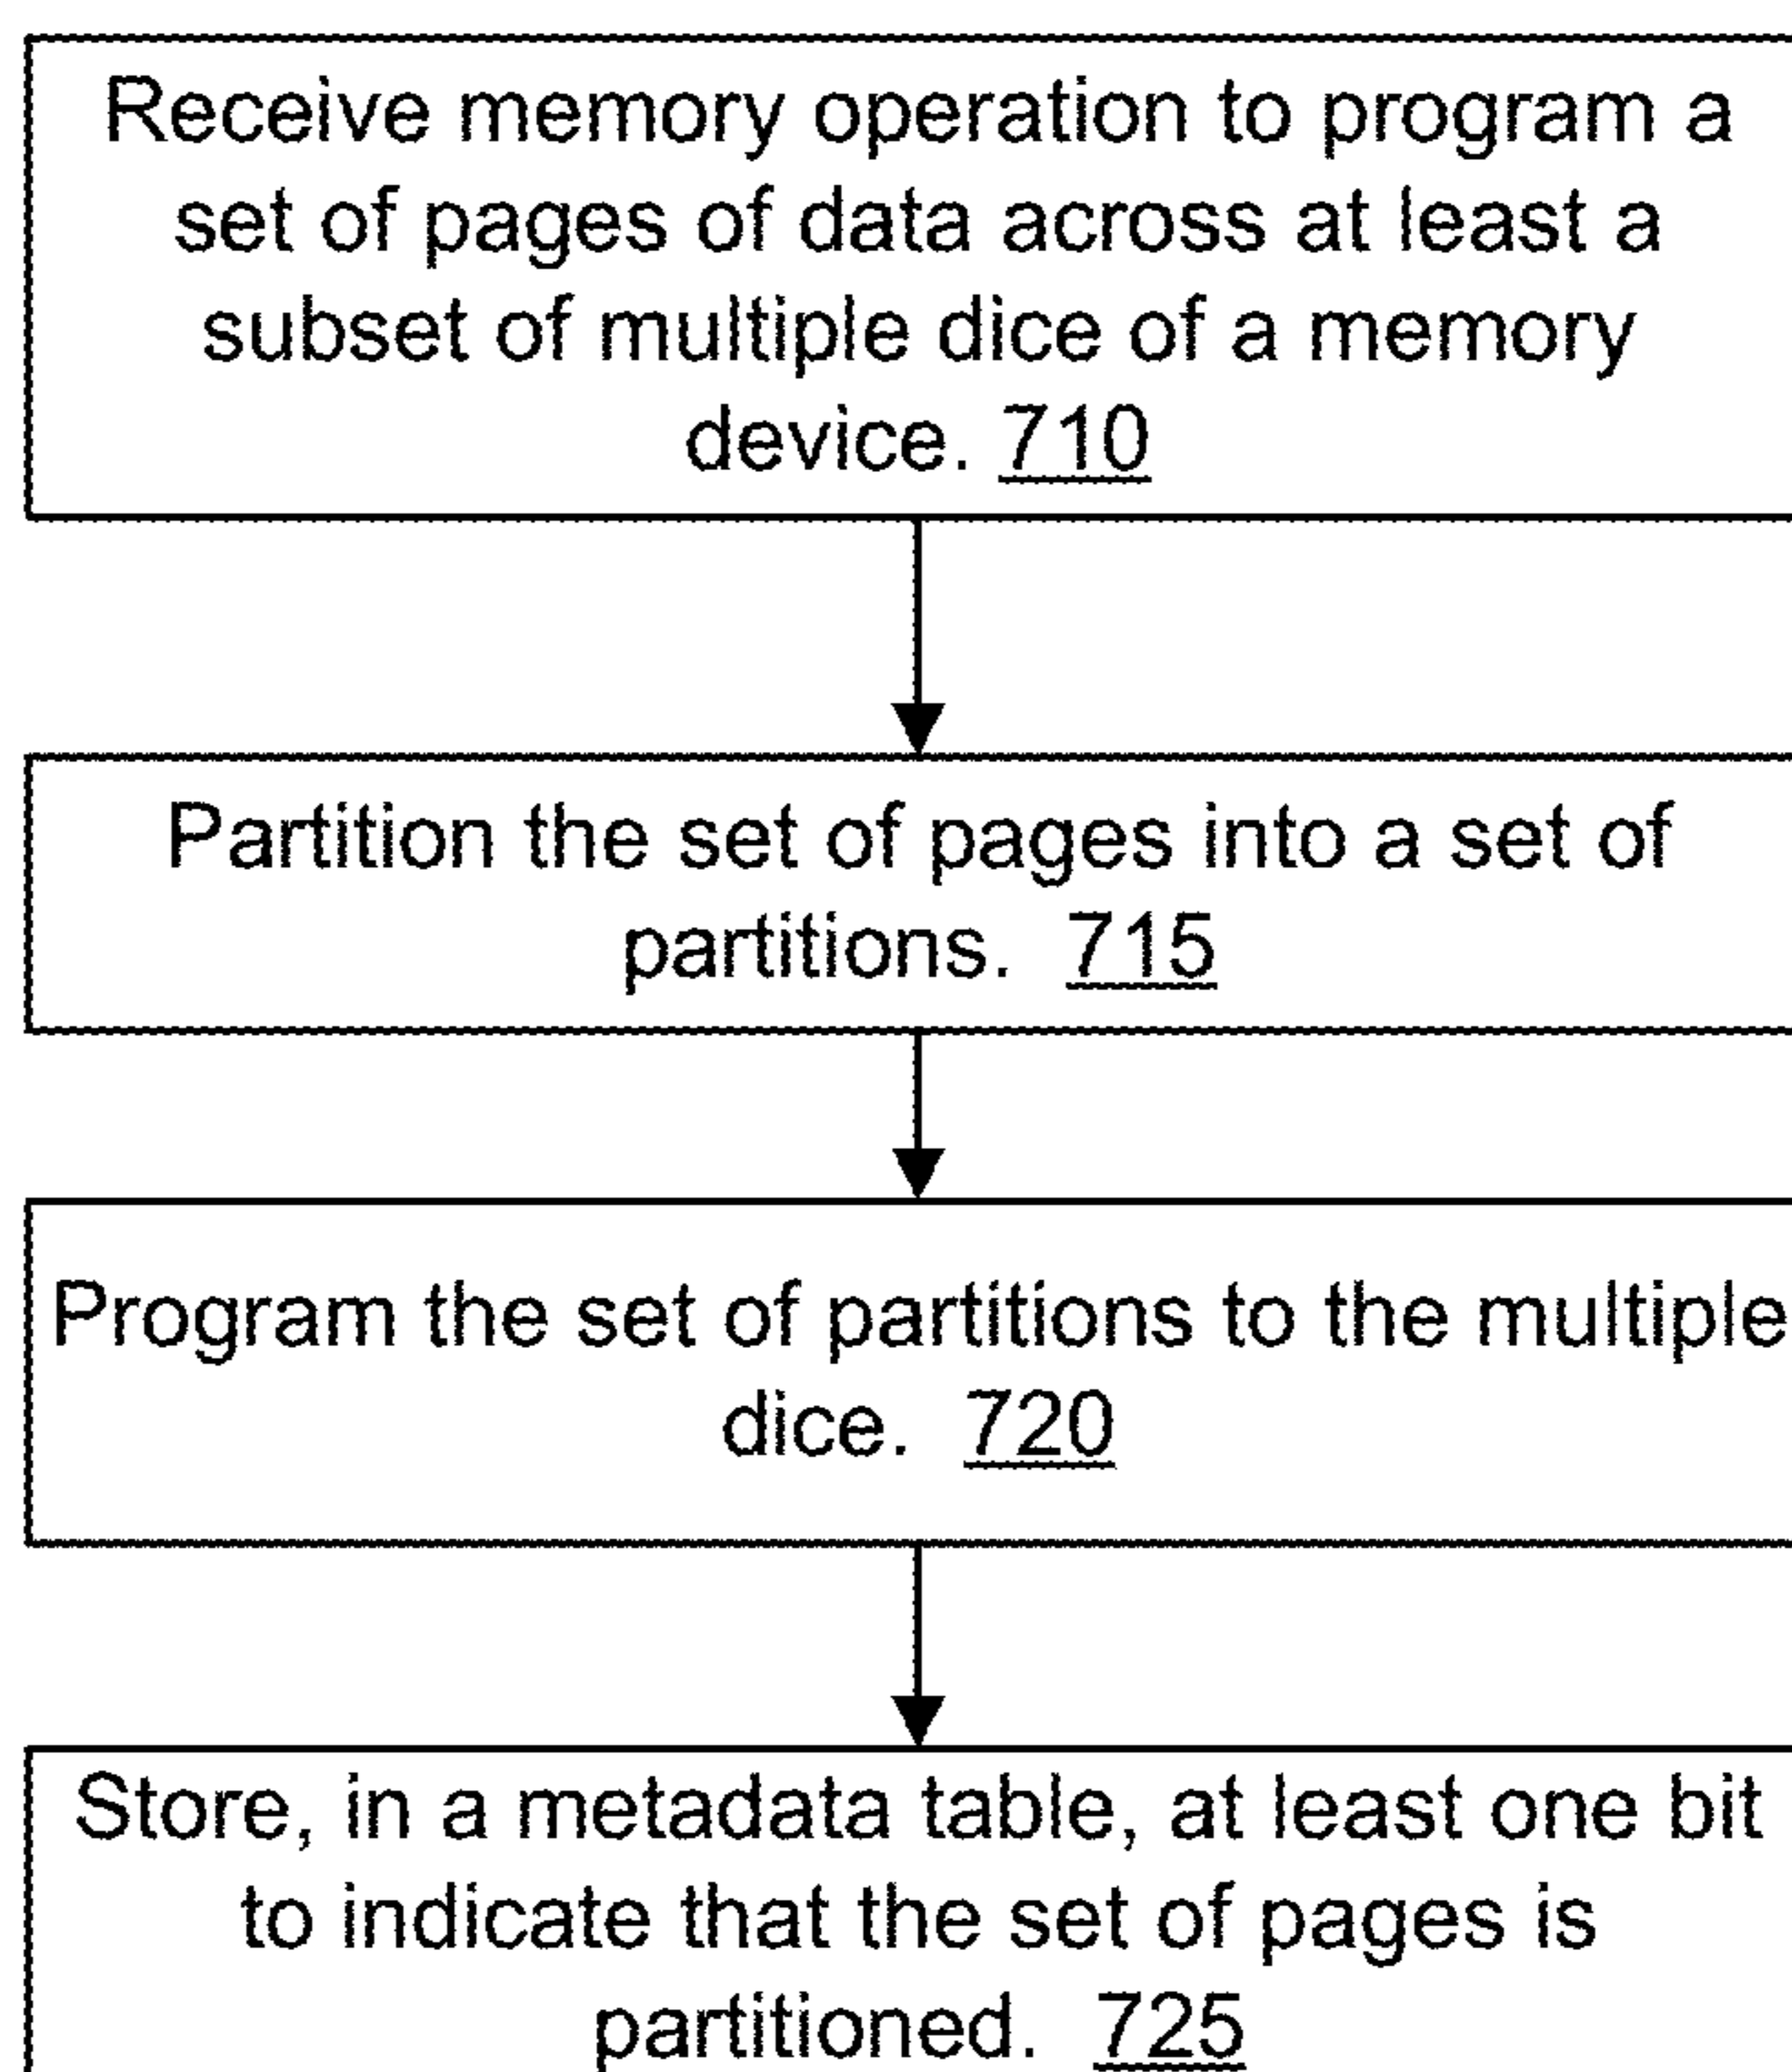 Receive memory operation to program a
set of pages of data across at least a
subset of multiple dice of a memory
device. 710
Partition the set of pages into a set of
partitions. 715
Program the set of partitions to the multiple
dice. 720
Store, in a metadata table, at least one bit
to indicate that the set of pages is
partitioned. 725